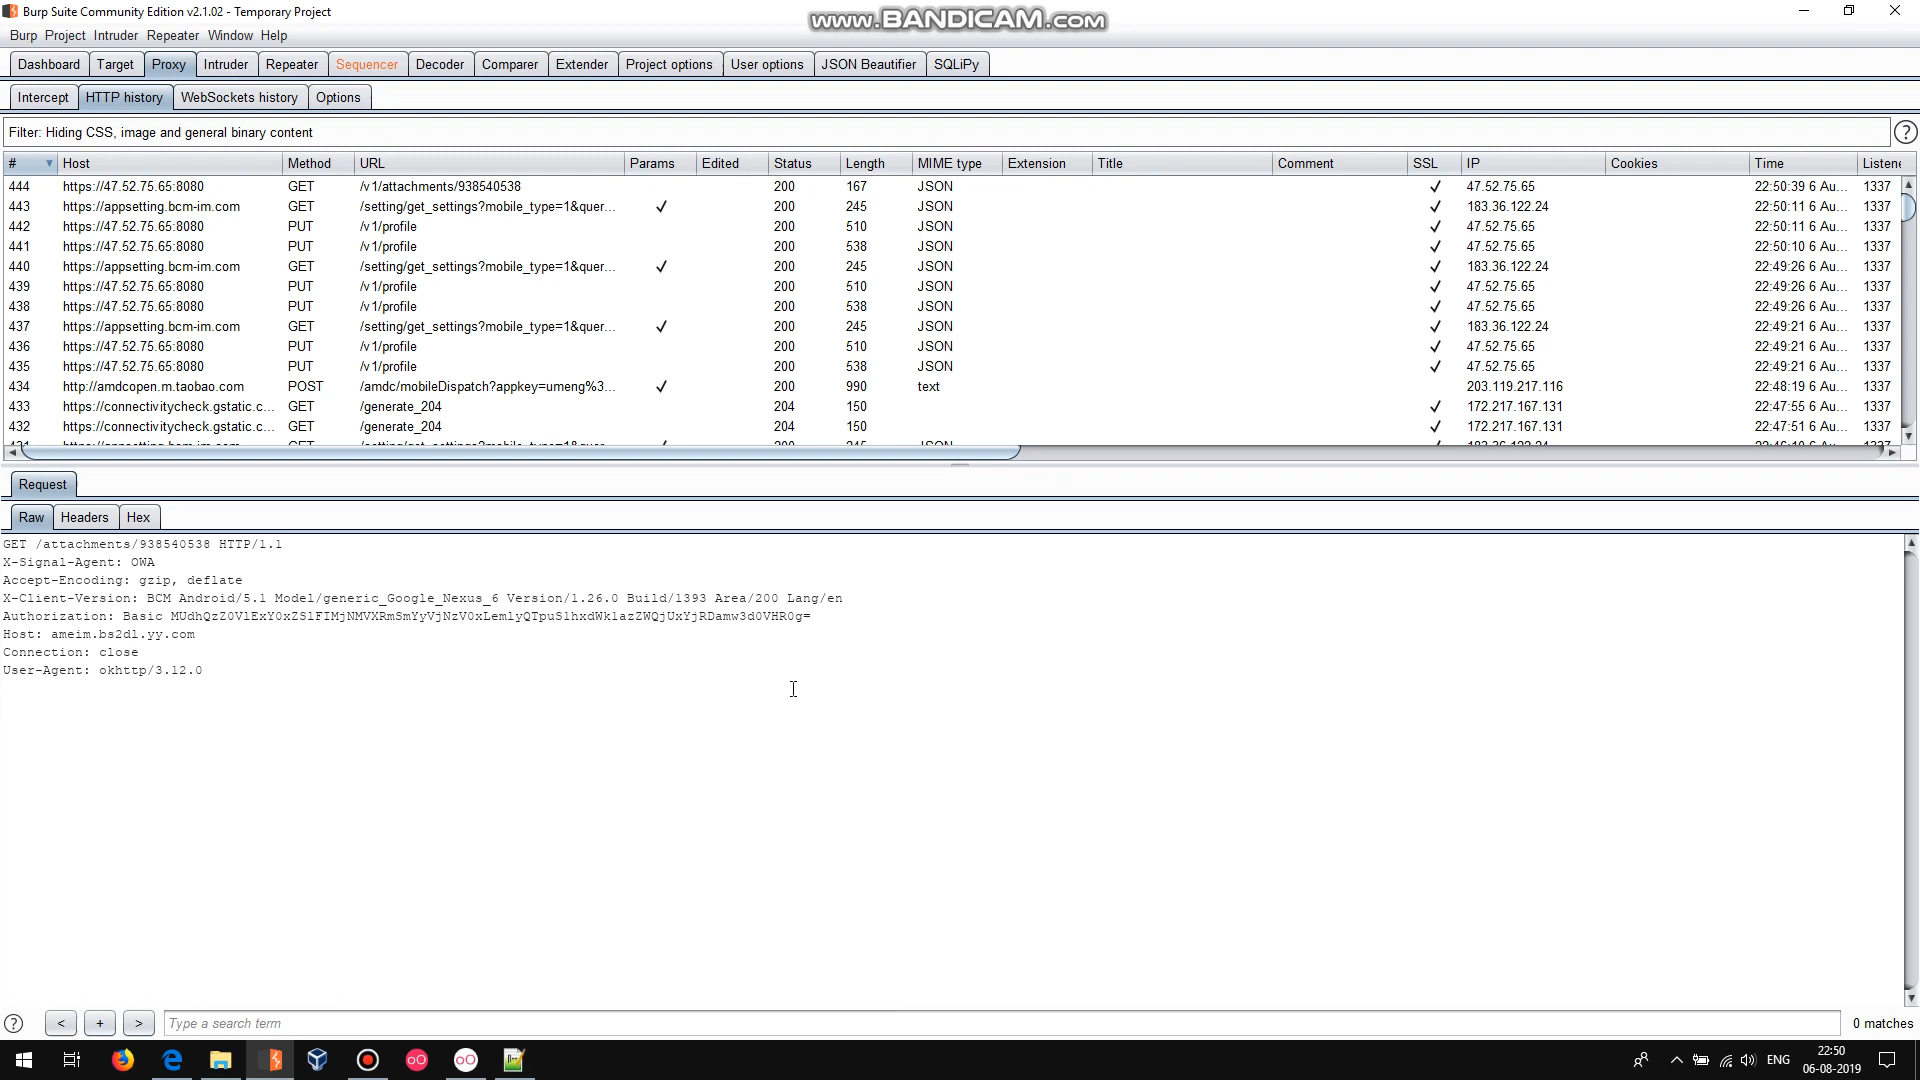 Burp Suite Community Edition v2.1.02 - Temporary Project
www.BANDICAM.com
Burp Project Intruder Repeater Window Help
Dashboard Target Proxy Intruder Repeater Sequencer Decoder Comparer Extender Project options User options JSON Beautifier SQLiPy
Intercept HTTP history WebSockets history Options
Filter: Hiding CSS, image and general binary content
# Host Method URL Params Edited Status Length MIME type Extension Title Comment SSL IP Cookies Time Listene
444 https://47.52.75.65:8080 GET /v1/attachments/938540538 200 167 JSON 47.52.75.65 22:50:39 6 Au... 1337
443 https://appsetting.bcm-im.com GET /setting/get_settings?mobile_type=1&quer... 200 245 JSON 183.36.122.24 22:50:11 6 Au... 1337
442 https://47.52.75.65:8080 PUT /v1/profile 200 510 JSON 47.52.75.65 22:50:11 6 Au... 1337
441 https://47.52.75.65:8080 PUT /v1/profile 200 538 JSON 47.52.75.65 22:50:10 6 Au... 1337
440 https://appsetting.bcm-im.com GET /setting/get_settings?mobile_type=1&quer... 200 245 JSON 183.36.122.24 22:49:26 6 Au... 1337
439 https://47.52.75.65:8080 PUT /v1/profile 200 510 JSON 47.52.75.65 22:49:26 6 Au... 1337
438 https://47.52.75.65:8080 PUT /v1/profile 200 538 JSON 47.52.75.65 22:49:26 6 Au... 1337
437 https://appsetting.bcm-im.com GET /setting/get_settings?mobile_type=1&quer... 200 245 JSON 183.36.122.24 22:49:21 6 Au... 1337
436 https://47.52.75.65:8080 PUT /v1/profile 200 510 JSON 47.52.75.65 22:49:21 6 Au... 1337
435 https://47.52.75.65:8080 PUT /v1/profile 200 538 JSON 47.52.75.65 22:49:21 6 Au... 1337
434 http://amdcopen.m.taobao.com POST /amdc/mobileDispatch?appkey=umeng%3... 200 990 text 203.119.217.116 22:48:19 6 Au... 1337
433 https://connectivitycheck.gstatic.c... GET /generate_204 204 150 172.217.167.131 22:47:55 6 Au... 1337
432 https://connectivitycheck.gstatic.c... GET /generate_204 204 150 172.217.167.131 22:47:51 6 Au... 1337
Request
Raw Headers Hex
GET /attachments/938540538 HTTP/1.1
X-Signal-Agent: OWA
Accept-Encoding: gzip, deflate
X-Client-Version: BCM Android/5.1 Model/generic_Google_Nexus_6 Version/1.26.0 Build/1393 Area/200 Lang/en
Authorization: Basic
Host: ameim.bs2dl.yy.com
Connection: close
User-Agent: okhttp/3.12.0
< + > Type a search term 0 matches
ENG 22:50
06-08-2019